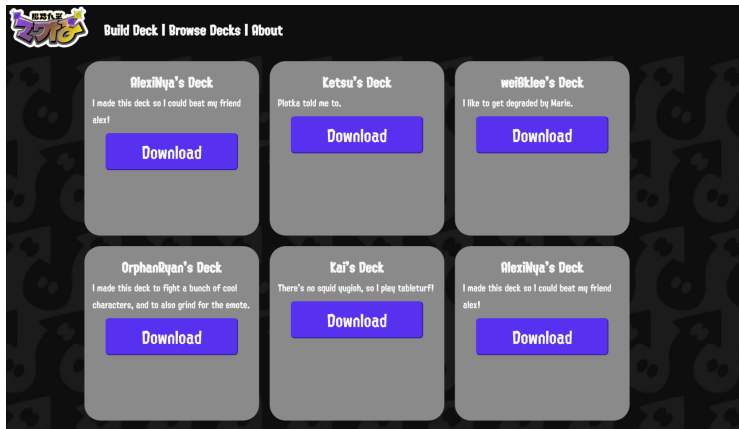 Build Deck | Browse Decks | About
AlexiNya's Deck
I made this deck so I could beat my friend
alex!
Download
Ketsu's Deck
Plotka told me to.
Download
weiBklee's Deck
I like to get degraded by Marie.
Download
OrphanRyan's Deck
I made this deck to fight a bunch of cool
characters, and to also grind for the emote.
Download
Kai's Deck
There's no squid yugioh, so I play tableturf!
Download
AlexiNya's Deck
I made this deck so I could beat my friend
alex!
Download